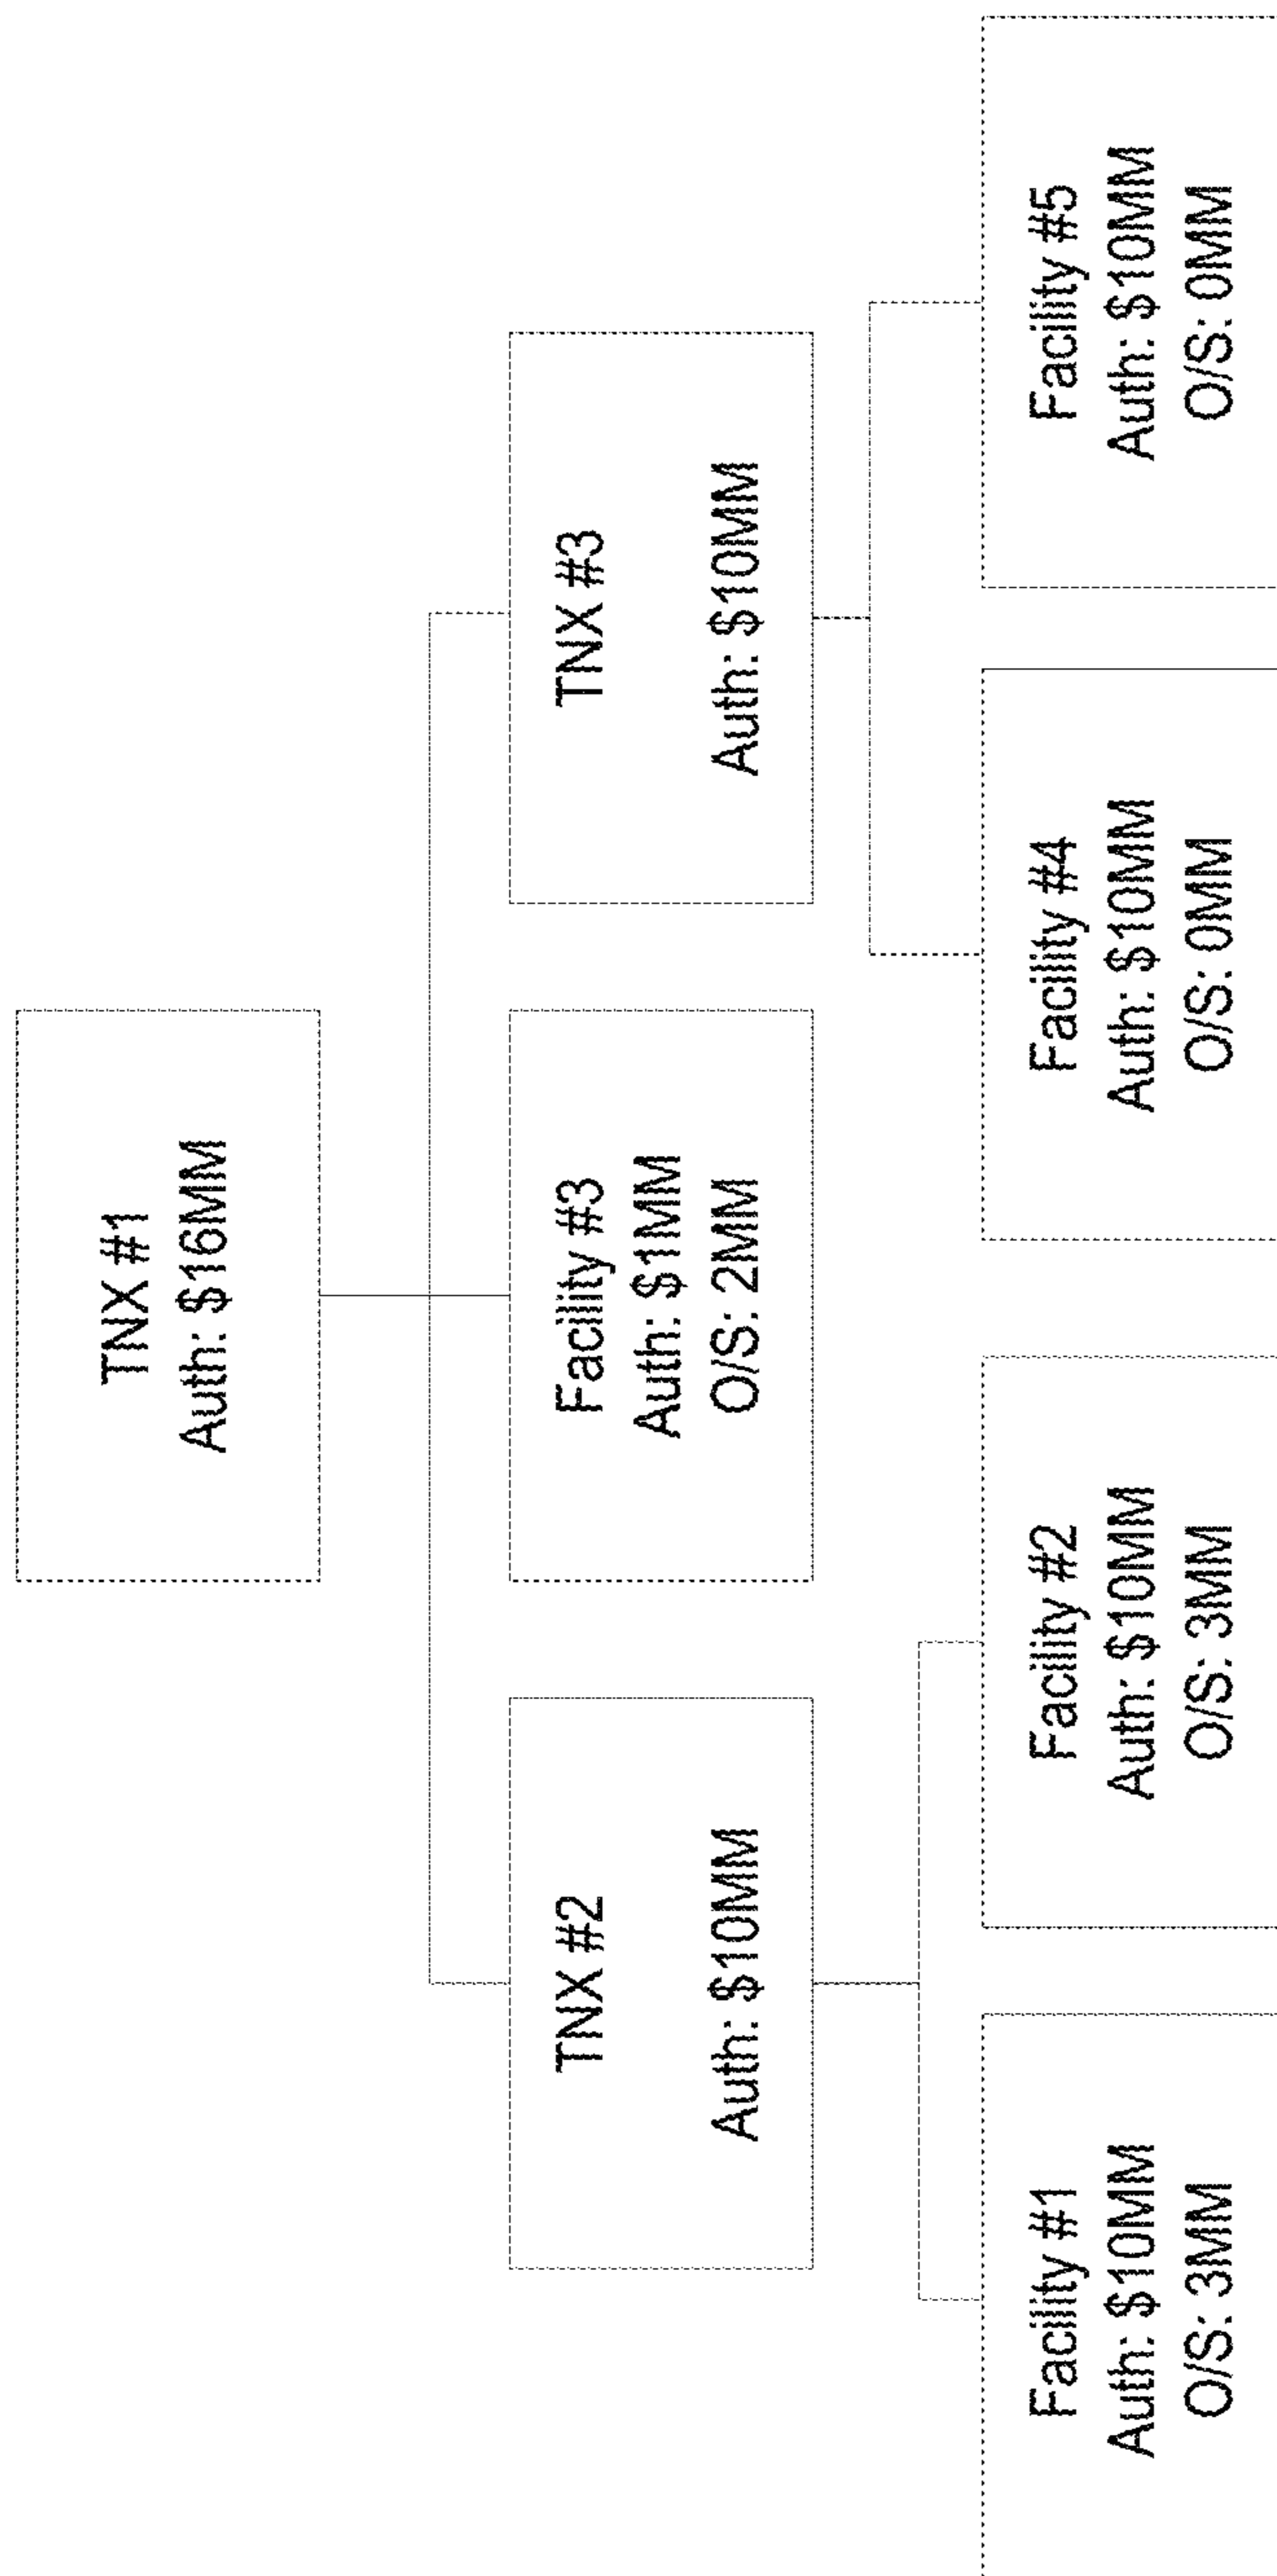 TNX #1
Auth: $16MM
TNX #2
Auth: $10MM
Facility #3
Auth: $1MM
O/S: 2MM
TNX #3
Auth: $10MM
Facility #1
Auth: $10MM
O/S: 3MM
Facility #2
Auth: $10MM
O/S: 3MM
Facility #4
Auth: $10MM
O/S: 0MM
Facility #5
Auth: $10MM
O/S: 0MM